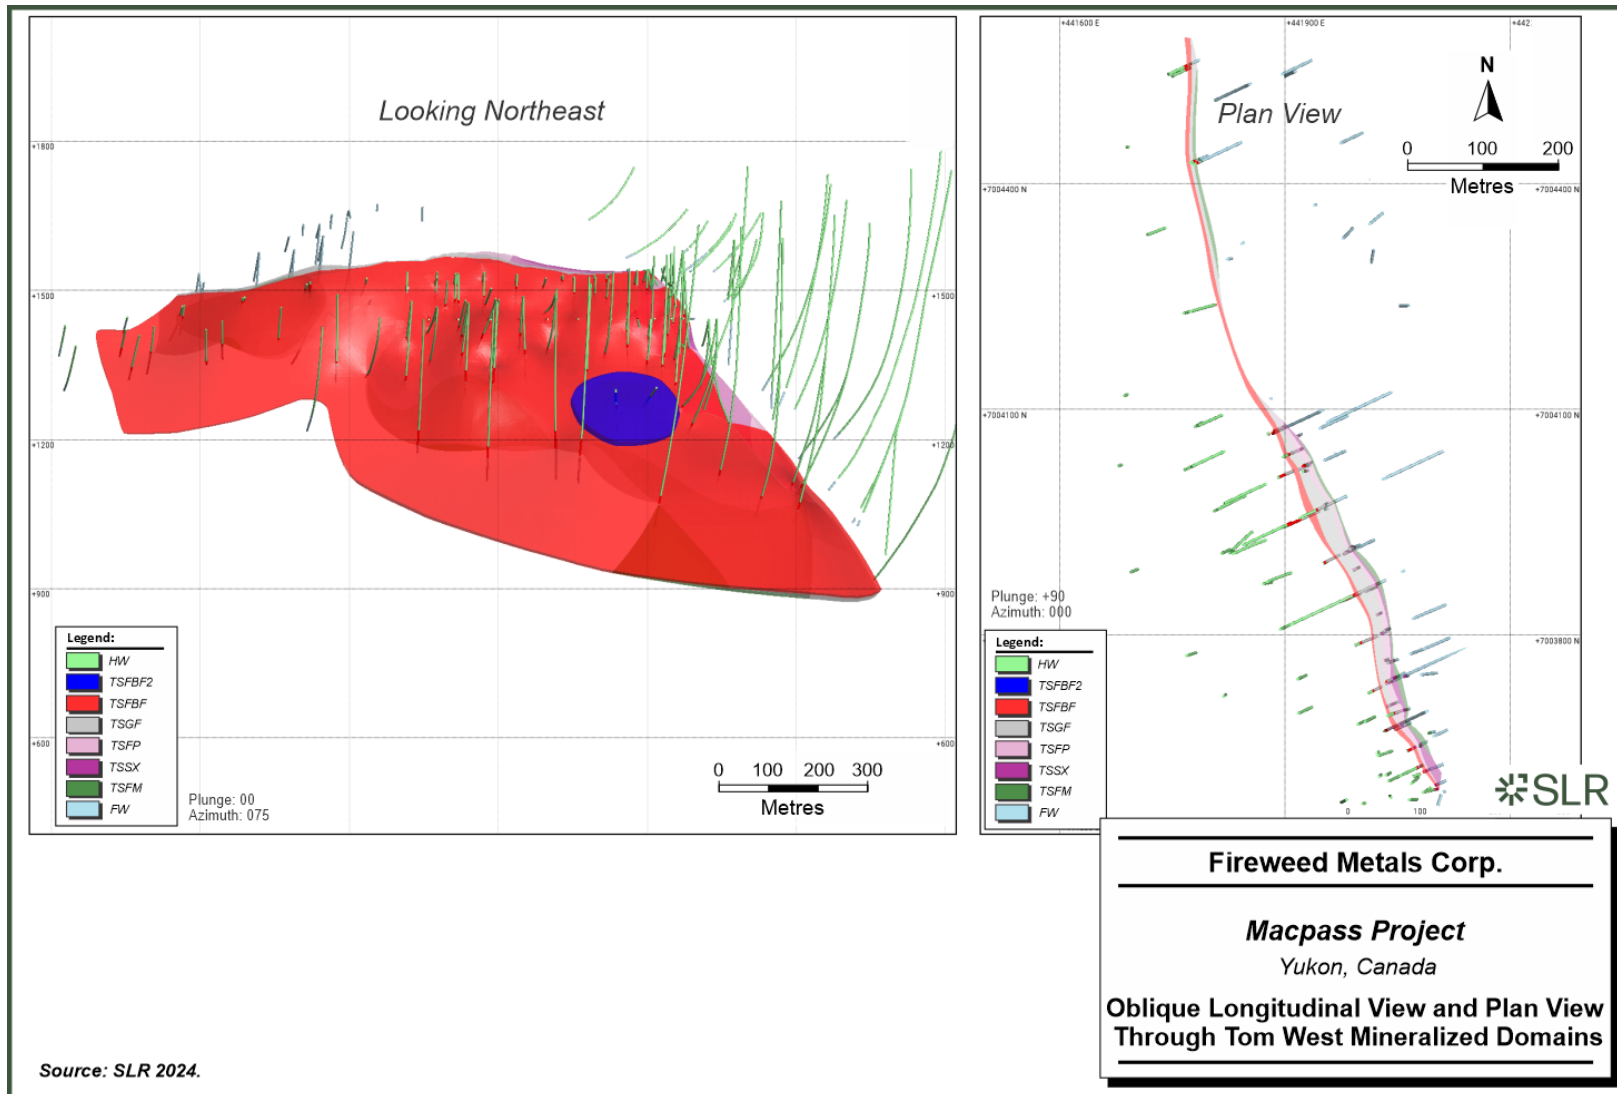 Looking Northeast
+1800
+1500
+1500
+1200
+1200
+900
+900
+600
+600
Legend:
HW
TSFBF2
TSFBF
TSGF
TSFP
TSSX
TSFM
FW
Plunge: 00
Azimuth: 075
0 100 200 300
Metres
+441600 E
+441900 E
Plan View
N
0 100 200
Metres
+7004400 N
+7004400 N
+7004100 N
+7004100 N
+7003800 N
Plunge: +90
Azimuth: 000
Legend:
HW
TSFBF2
TSFBF
TSGF
TSFP
TSSX
TSFM
FW
0 100
SLR
Fireweed Metals Corp.
Macpass Project
Yukon, Canada
Oblique Longitudinal View and Plan View
Through Tom West Mineralized Domains
Source: SLR 2024.